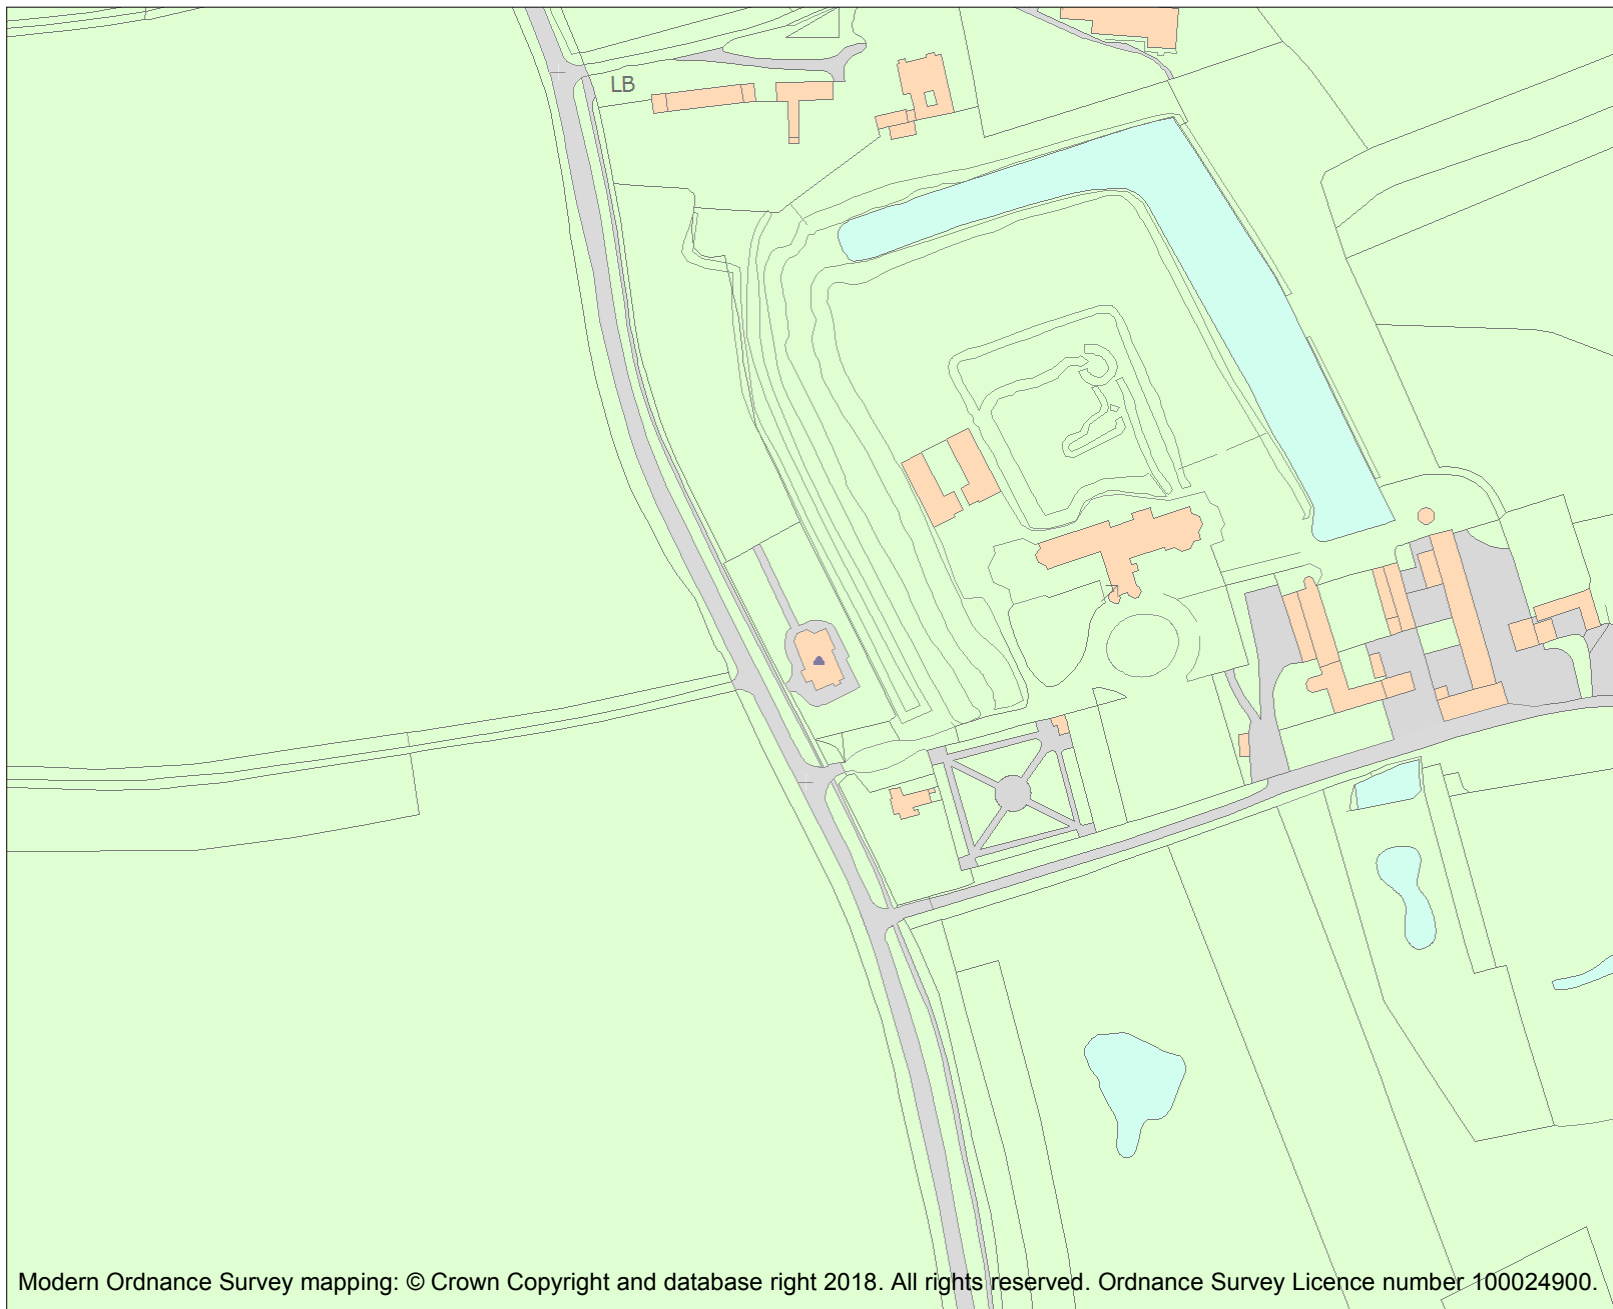 LB
Modern Ordnance Survey mapping: © Crown Copyright and database right 2018. All rights reserved. Ordnance Survey Licence number 100024900.